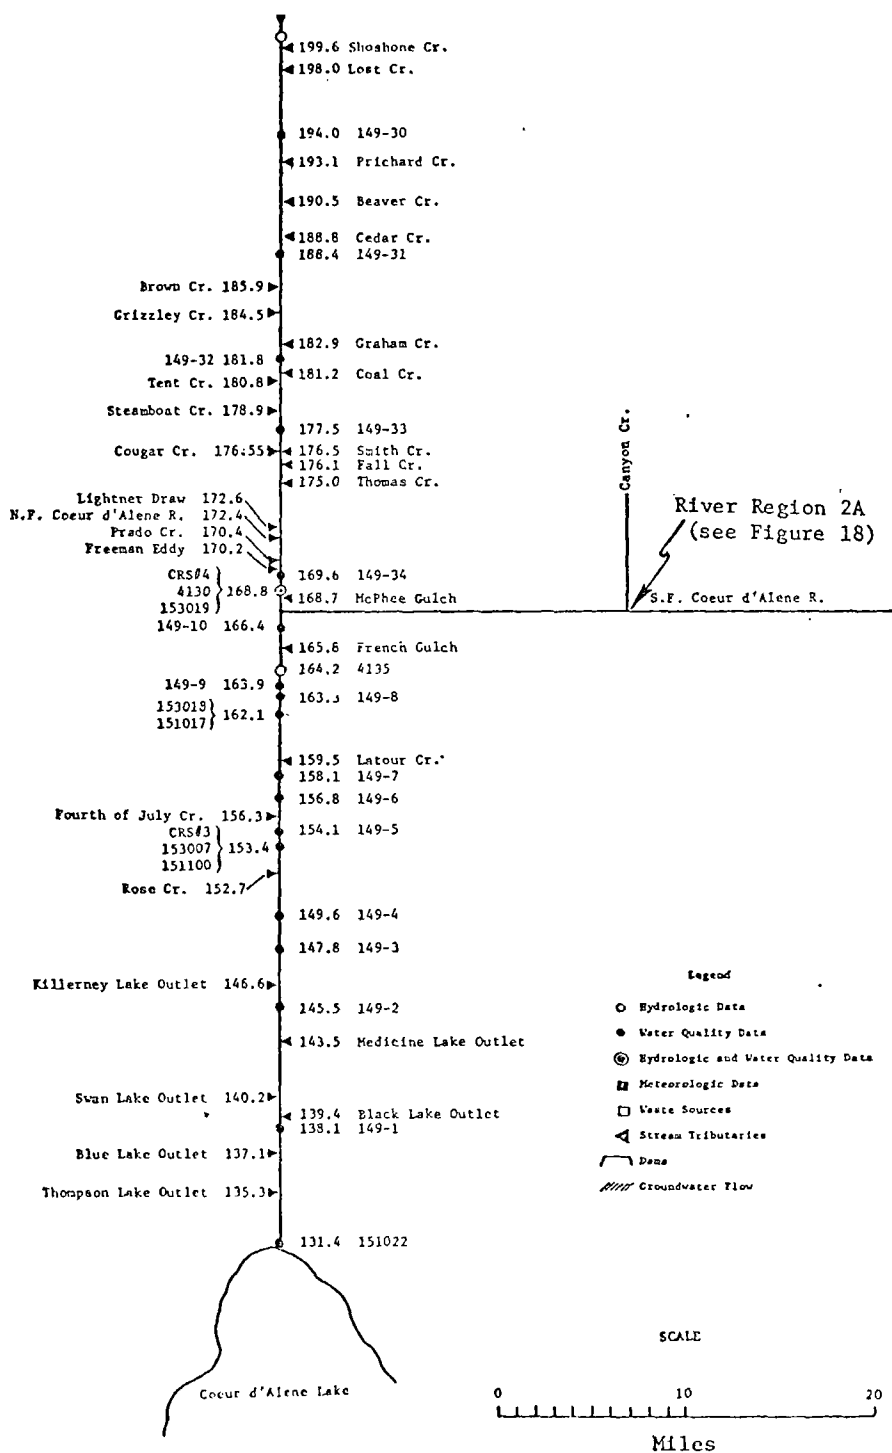 199.6 Shoshone Cr.
198.0 Lost Cr.
194.0 149-30
193.1 Prichard Cr.
190.5 Beaver Cr.
188.8 Cedar Cr.
188.4 149-31
Brown Cr. 185.9
Grizzley Cr. 184.5
182.9 Graham Cr.
149-32 181.8
181.2 Coal Cr.
Tent Cr. 180.8
Steamboat Cr. 178.9
177.5 149-33
Cougar Cr. 176.55
176.5 Smith Cr.
176.1 Fall Cr.
175.0 Thomas Cr.
Canyon Cr.
Lightner Draw 172.6
N.F. Coeur d'Alene R. 172.4
Prado Cr. 170.4
Freeman Eddy 170.2
River Region 2A
(see Figure 18)
169.6 149-34
CRS#4
4130
153019
168.8
168.7 McPhee Gulch
S.F. Coeur d'Alene R.
149-10 166.4
165.8 French Gulch
164.2 4135
149-9 163.9
163.3 149-8
153018
151017
162.1
159.5 Latour Cr.
158.1 149-7
156.8 149-6
Fourth of July Cr. 156.3
154.1 149-5
CRS#3
153007
151100
153.4
Rose Cr. 152.7
149.6 149-4
147.8 149-3
Killerney Lake Outlet 146.6
145.5 149-2
143.5 Medicine Lake Outlet
Swan Lake Outlet 140.2
139.4 Black Lake Outlet
138.1 149-1
Blue Lake Outlet 137.1
Thompson Lake Outlet 135.3
131.4 151022
Coeur d'Alene Lake
Legend
Hydrologic Data
Water Quality Data
Hydrologic and Water Quality Data
Meteorologic Data
Waste Sources
Stream Tributaries
Dams
Groundwater Flow
SCALE
0 10 20
Miles